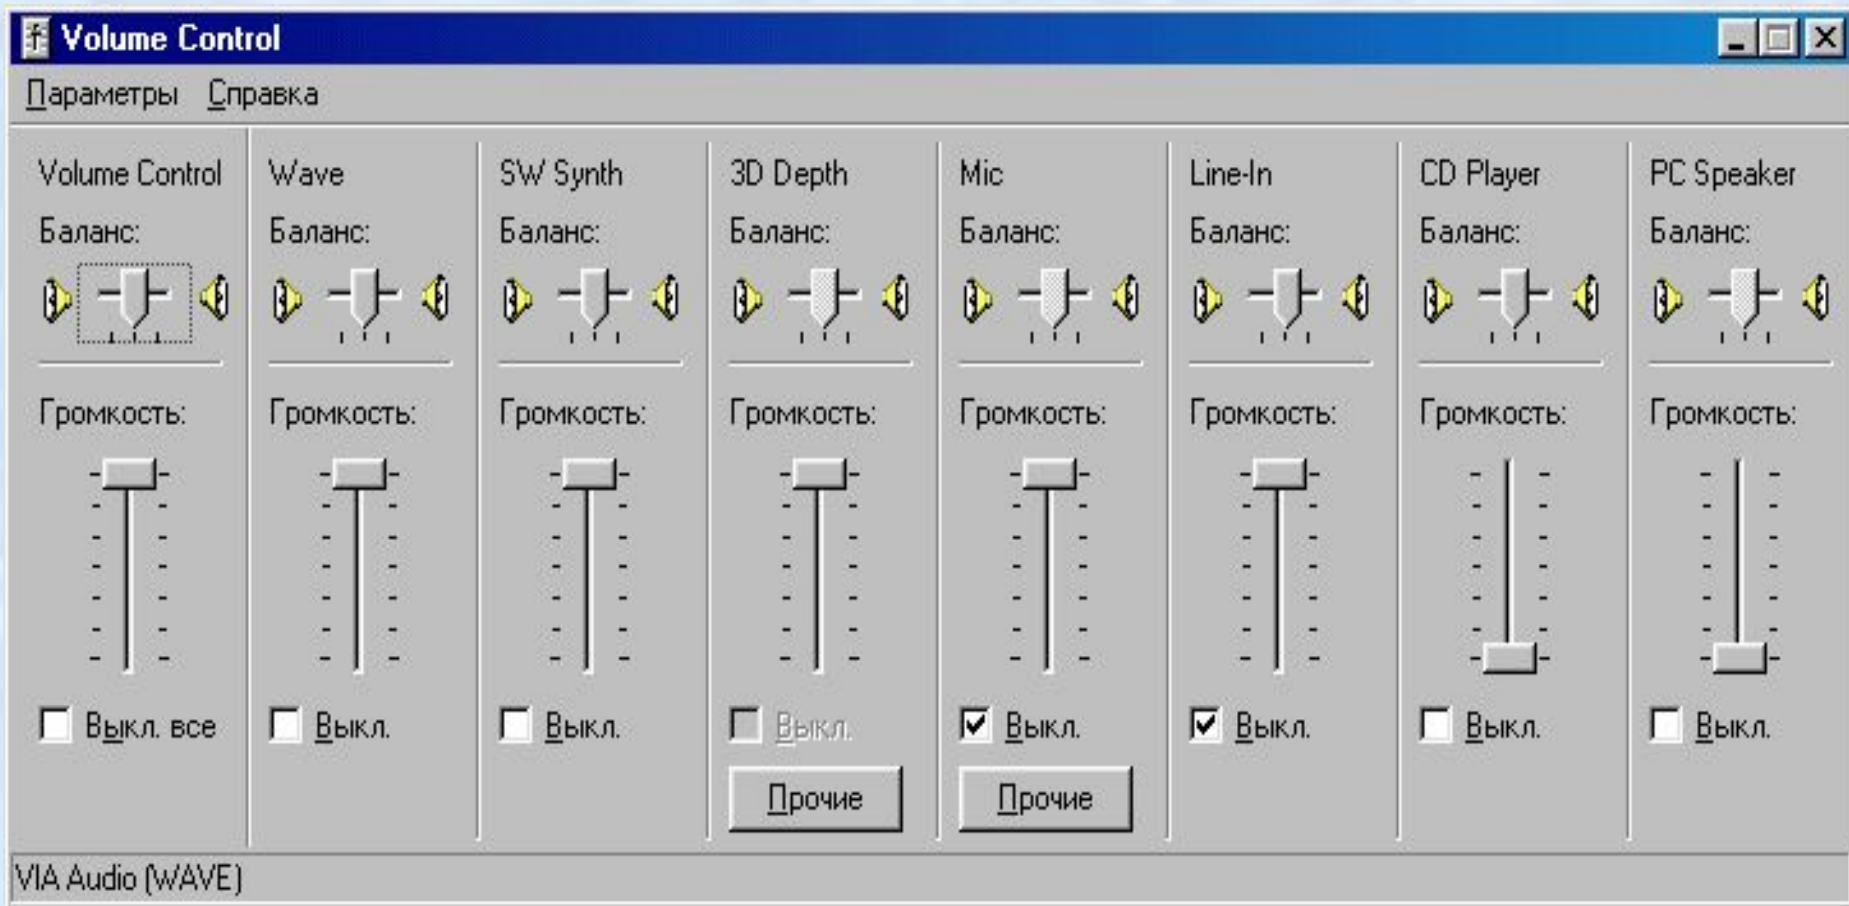 Volume Control
Параметры Справка
Volume Control Wave SW Synth 3D Depth Mic Line-In CD Player PC Speaker
Баланс: Баланс: Баланс: Баланс: Баланс: Баланс: Баланс: Баланс:
Громкость: Громкость: Громкость: Громкость: Громкость: Громкость: Громкость: Громкость:
Выкл. все Выкл. Выкл. Выкл. Выкл. Выкл. Выкл. Выкл.
Прочие Прочие
VIA Audio (WAVE)